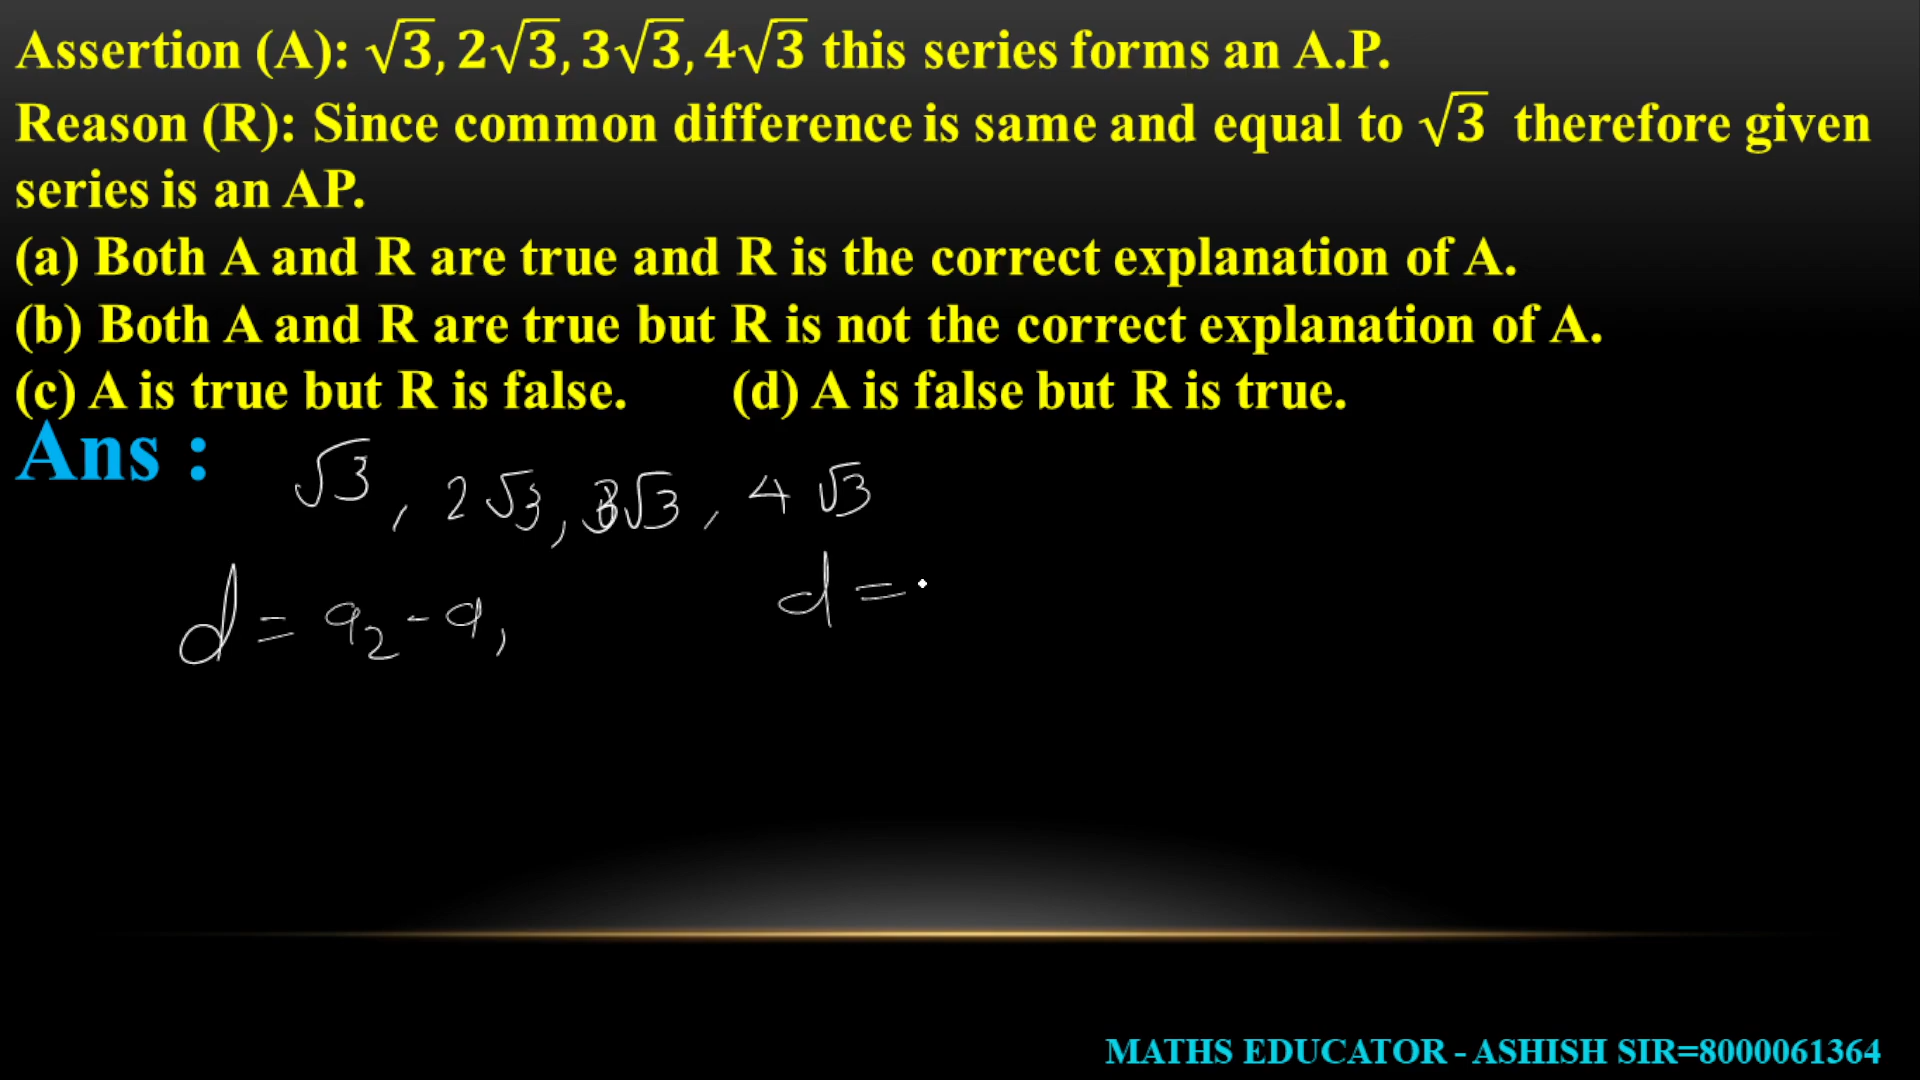 Assertion (A): √3, 2√3, 3√3, 4√3 this series forms an A.P.
Reason (R): Since common difference is same and equal to √3 therefore given
series is an AP.
(a) Both A and R are true and R is the correct explanation of A.
(b) Both A and R are true but R is not the correct explanation of A.
(c) A is true but R is false. (d) A is false but R is true.
Ans :
√3, 2√3, 3√3, 4√3
d = a₂ - a₁ d =
MATHS EDUCATOR - ASHISH SIR=8000061364